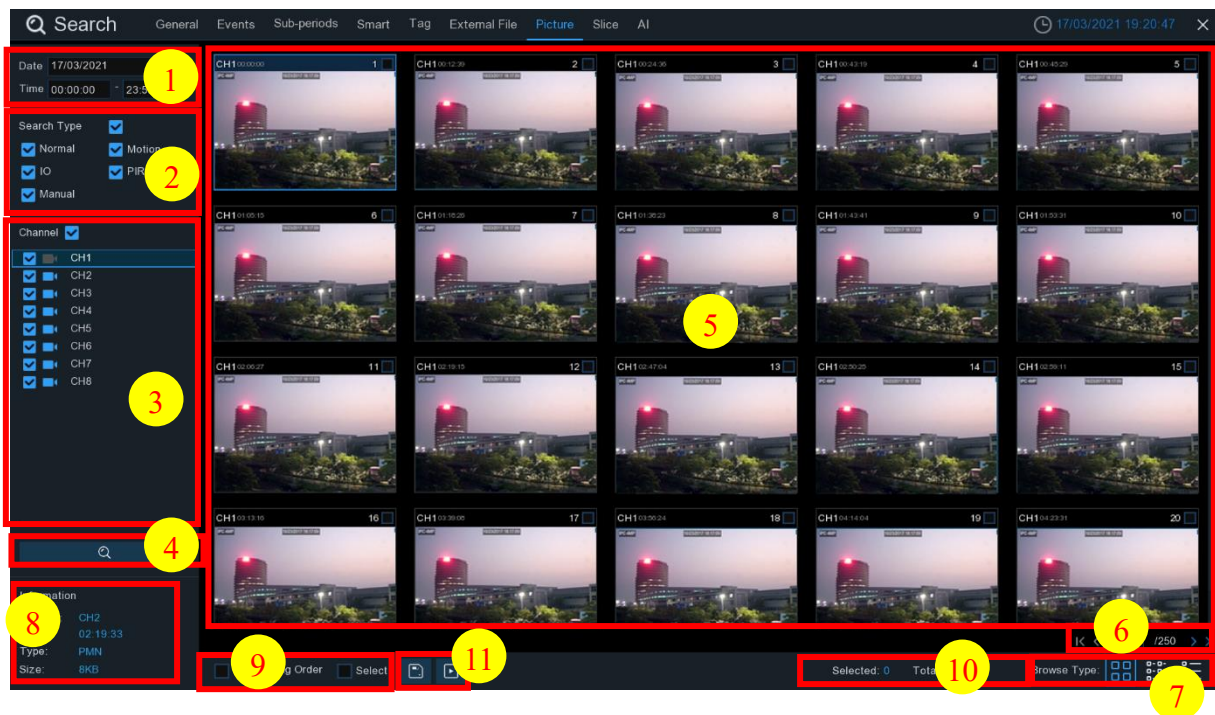 Search General Events Sub-periods Smart Tag External File Picture Slice AI 17/03/2021 19:20:47
Date 17/03/2021
1
Time 00:00:00 -
Search Type
Normal Motion
IO PIR
2
Manual
Channel
CH1
CH2
CH3
CH4
CH5
CH6
CH7
CH8
3
4
Information
8
CH2
02:19:33
Type: PMN
Size: 8KB
CH1 00:00:00 1
CH1 00:12:39 2
CH1 00:24:36 3
CH1 00:43:19 4
CH1 00:45:29 5
CH1 01:05:15 6
CH1 01:16:28 7
CH1 01:36:23 8
CH1 01:43:41 9
CH1 01:53:31 10
5
CH1 02:06:27 11
CH1 02:19:15 12
CH1 02:47:04 13
CH1 02:50:25 14
CH1 02:59:11 15
CH1 03:13:16 16
CH1 03:39:06 17
CH1 03:56:24 18
CH1 04:14:04 19
CH1 04:23:31 20
6 /250
9 Order Select
11
Selected: 0
10
Browse Type:
7